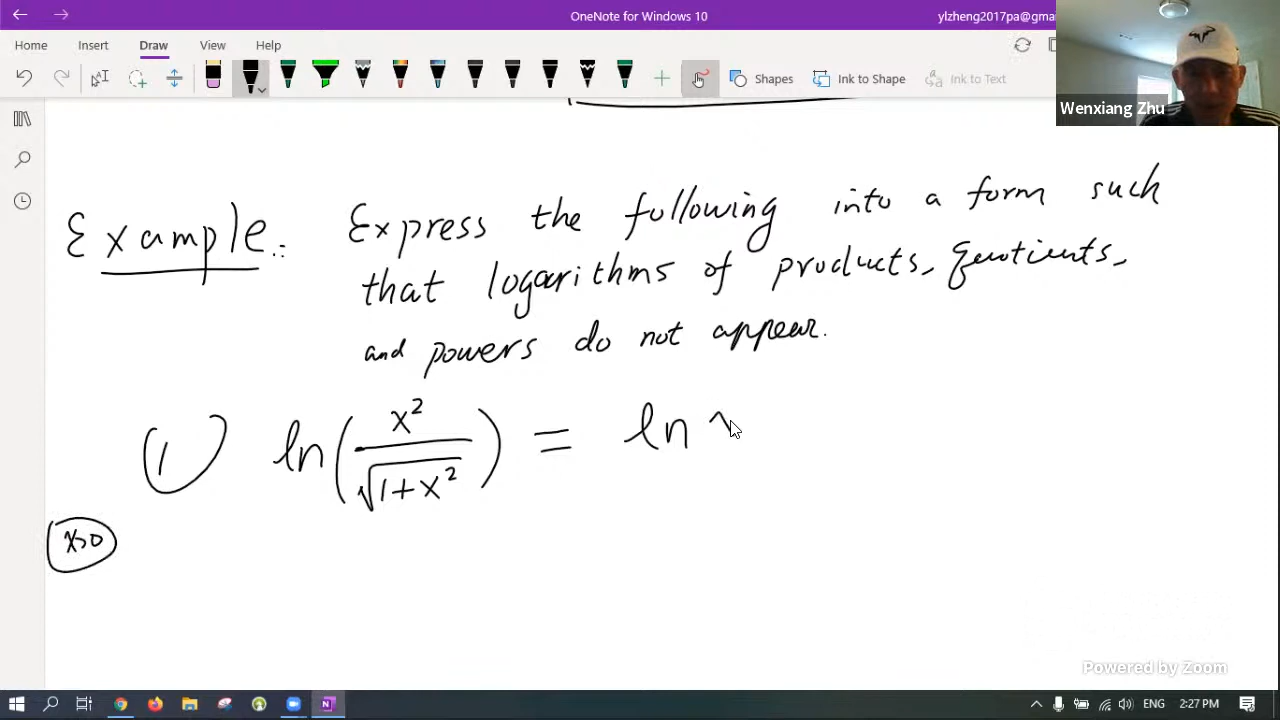 OneNote for Windows 10
ylzheng2017pa@gma
Home Insert Draw View Help
Shapes Ink to Shape Ink to Text
Wenxiang Zhu
Example: Express the following into a form such
that logarithms of products, quotients,
and powers do not appear.
(1) ln(x²/√(1+x²)) = ln
x>0
Powered by Zoom
ENG 2:27 PM